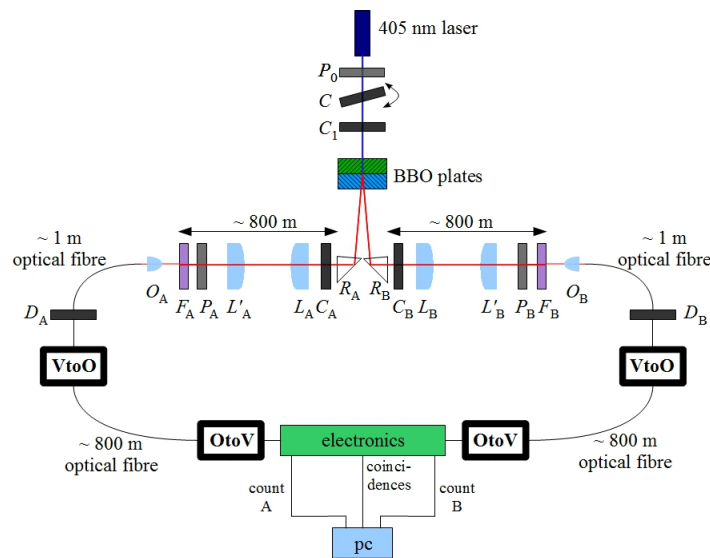 405 nm laser
P0
C
C1
BBO plates
~ 800 m
~ 800 m
~ 1 m
optical fibre
~ 1 m
optical fibre
OA
FA
PA
L'A
LA
CA
RA
RB
CB
LB
L'B
PB
FB
OB
DA
DB
VtoO
VtoO
~ 800 m
optical fibre
OtoV
electronics
OtoV
~ 800 m
optical fibre
count
A
coinci-
dences
count
B
pc